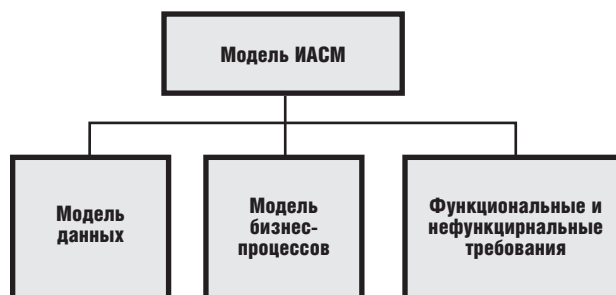 Модель ИАСМ
Модель
данных
Модель
бизнес-
процессов
Функциональные и
нефункцирнальные
требования